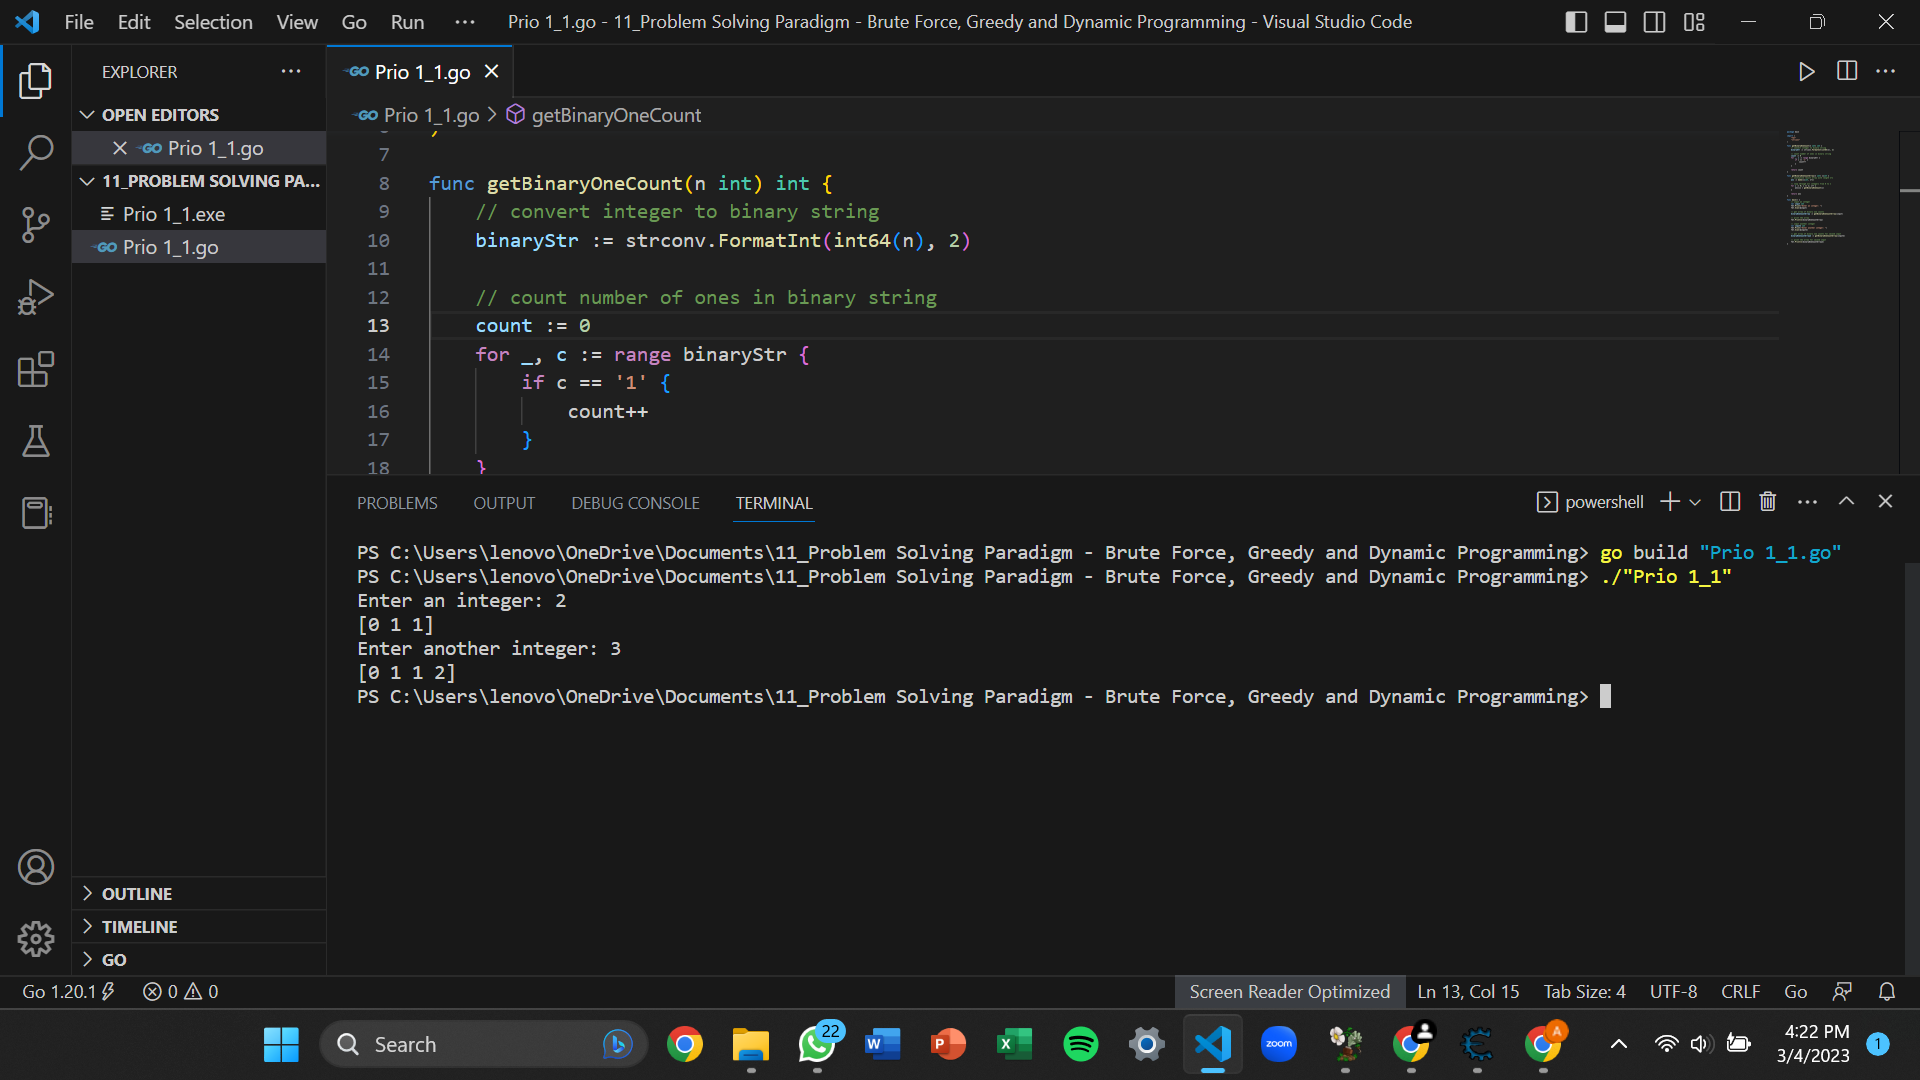 File Edit Selection View Go Run ··· Prio 1_1.go - 11_Problem Solving Paradigm - Brute Force, Greedy and Dynamic Programming - Visual Studio Code
EXPLORER
Prio 1_1.go
OPEN EDITORS
Prio 1_1.go > getBinaryOneCount
Prio 1_1.go
11_PROBLEM SOLVING PA...
Prio 1_1.exe
Prio 1_1.go
7
8 func getBinaryOneCount(n int) int {
9 // convert integer to binary string
10 binaryStr := strconv.FormatInt(int64(n), 2)
11
12 // count number of ones in binary string
13 count := 0
14 for _, c := range binaryStr {
15 if c == '1' {
16 count++
17 }
18 }
PROBLEMS OUTPUT DEBUG CONSOLE TERMINAL powershell
PS C:\Users\lenovo\OneDrive\Documents\11_Problem Solving Paradigm - Brute Force, Greedy and Dynamic Programming> go build "Prio 1_1.go"
PS C:\Users\lenovo\OneDrive\Documents\11_Problem Solving Paradigm - Brute Force, Greedy and Dynamic Programming> ./"Prio 1_1"
Enter an integer: 2
[0 1 1]
Enter another integer: 3
[0 1 1 2]
PS C:\Users\lenovo\OneDrive\Documents\11_Problem Solving Paradigm - Brute Force, Greedy and Dynamic Programming>
OUTLINE
TIMELINE
GO
Go 1.20.1 0 0 Screen Reader Optimized Ln 13, Col 15 Tab Size: 4 UTF-8 CRLF Go
Search 22 zoom A 4:22 PM
3/4/2023 1